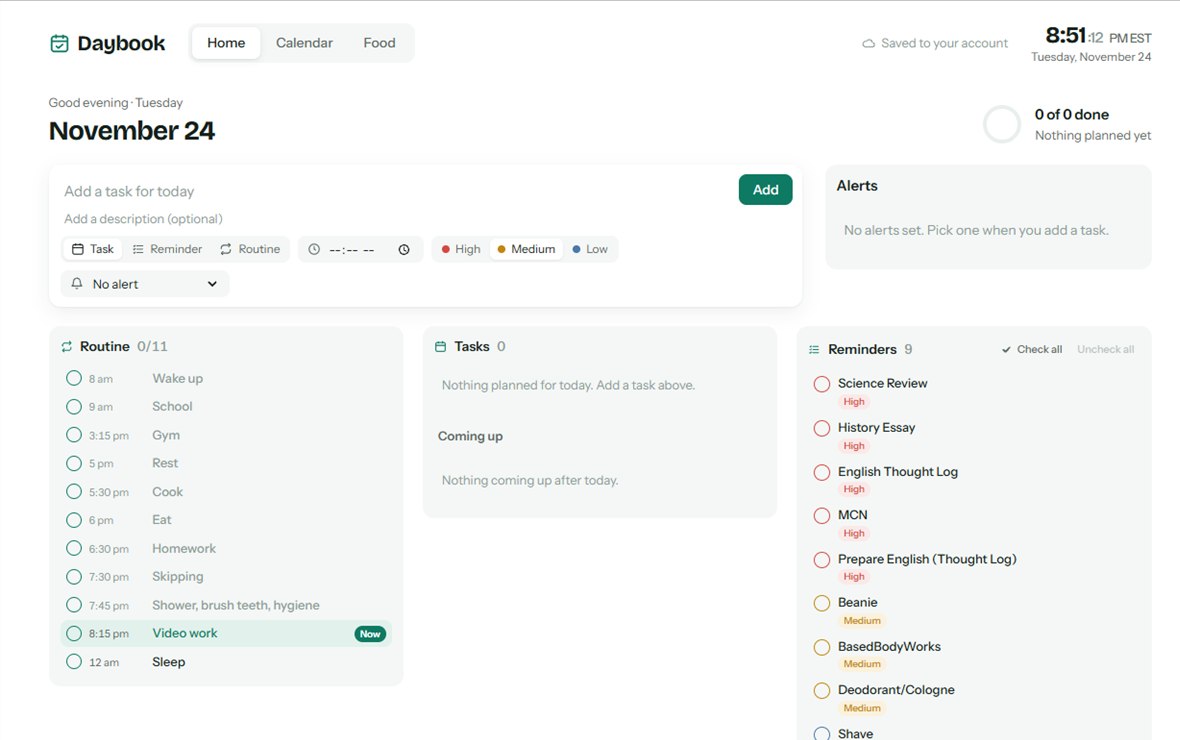 Daybook
Home Calendar Food
Saved to your account
8:51:12 PM EST
Tuesday, November 24
Good evening · Tuesday
November 24
0 of 0 done
Nothing planned yet
Add a task for today
Add
Add a description (optional)
Task Reminder Routine --:-- -- High Medium Low
No alert
Alerts
No alerts set. Pick one when you add a task.
Routine 0/11
8 am Wake up
9 am School
3:15 pm Gym
5 pm Rest
5:30 pm Cook
6 pm Eat
6:30 pm Homework
7:30 pm Skipping
7:45 pm Shower, brush teeth, hygiene
8:15 pm Video work Now
12 am Sleep
Tasks 0
Nothing planned for today. Add a task above.
Coming up
Nothing coming up after today.
Reminders 9 Check all Uncheck all
Science Review
High
History Essay
High
English Thought Log
High
MCN
High
Prepare English (Thought Log)
High
Beanie
Medium
BasedBodyWorks
Medium
Deodorant/Cologne
Medium
Shave